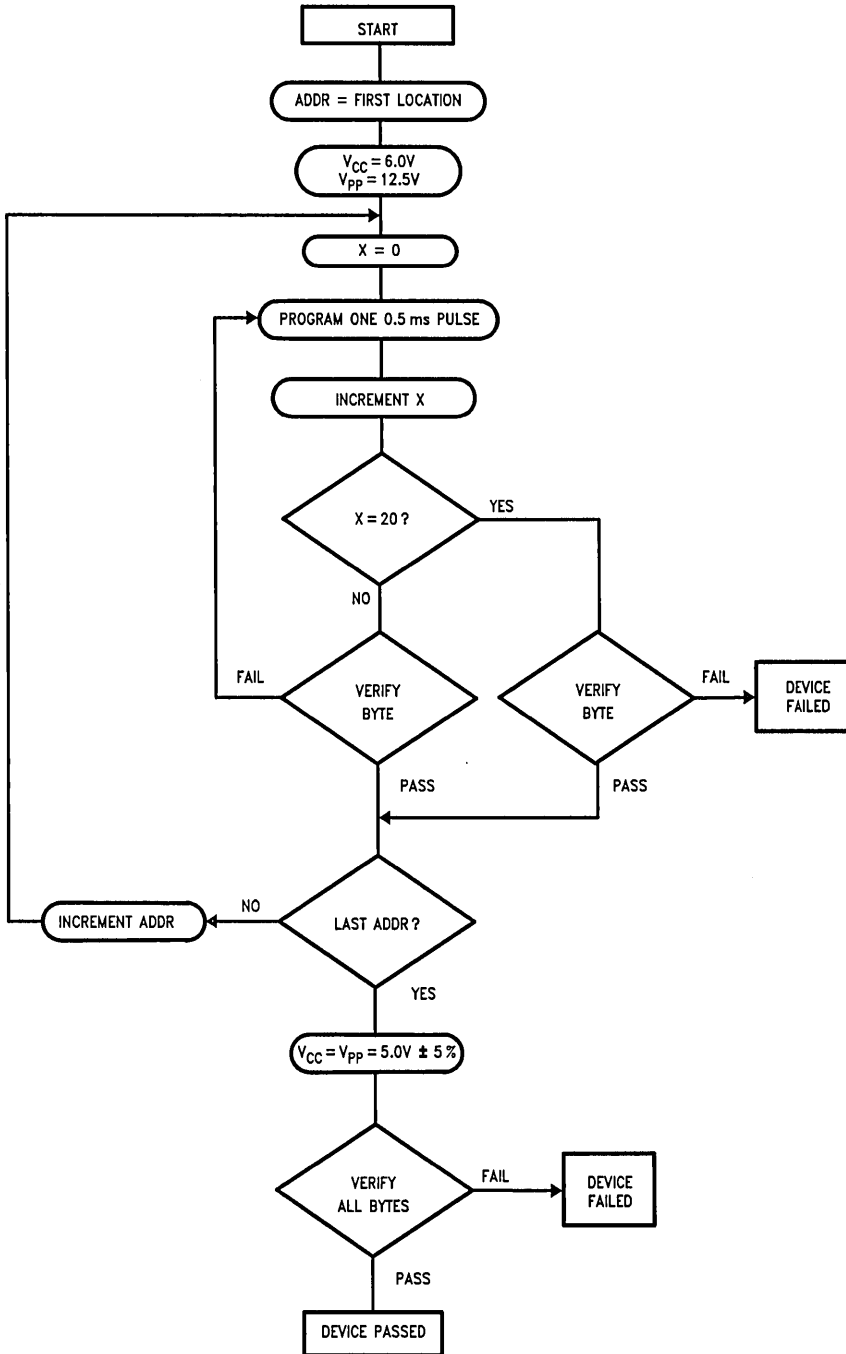 START
ADDR = FIRST LOCATION
VCC = 6.0V
VPP = 12.5V
X = 0
PROGRAM ONE 0.5 ms PULSE
INCREMENT X
X = 20 ?
YES
NO
FAIL
VERIFY
BYTE
VERIFY
BYTE
FAIL
DEVICE
FAILED
PASS
PASS
INCREMENT ADDR
NO
LAST ADDR ?
YES
VCC = VPP = 5.0V ± 5 %
VERIFY
ALL BYTES
FAIL
DEVICE
FAILED
PASS
DEVICE PASSED